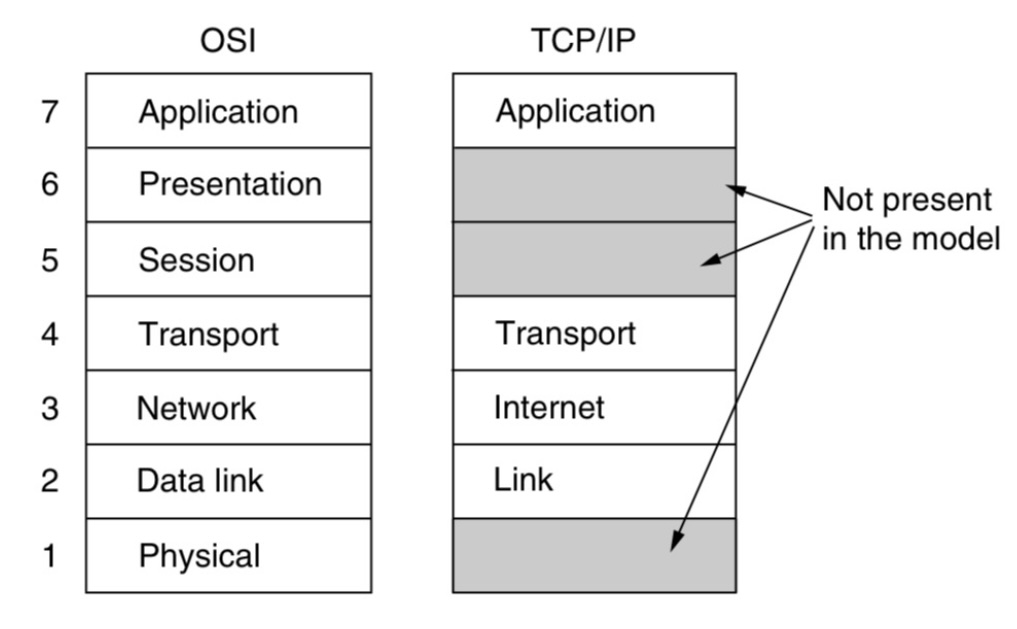 OSI TCP/IP
7 Application Application
6 Presentation
5 Session
4 Transport Transport
3 Network Internet
2 Data link Link
1 Physical
Not present
in the model